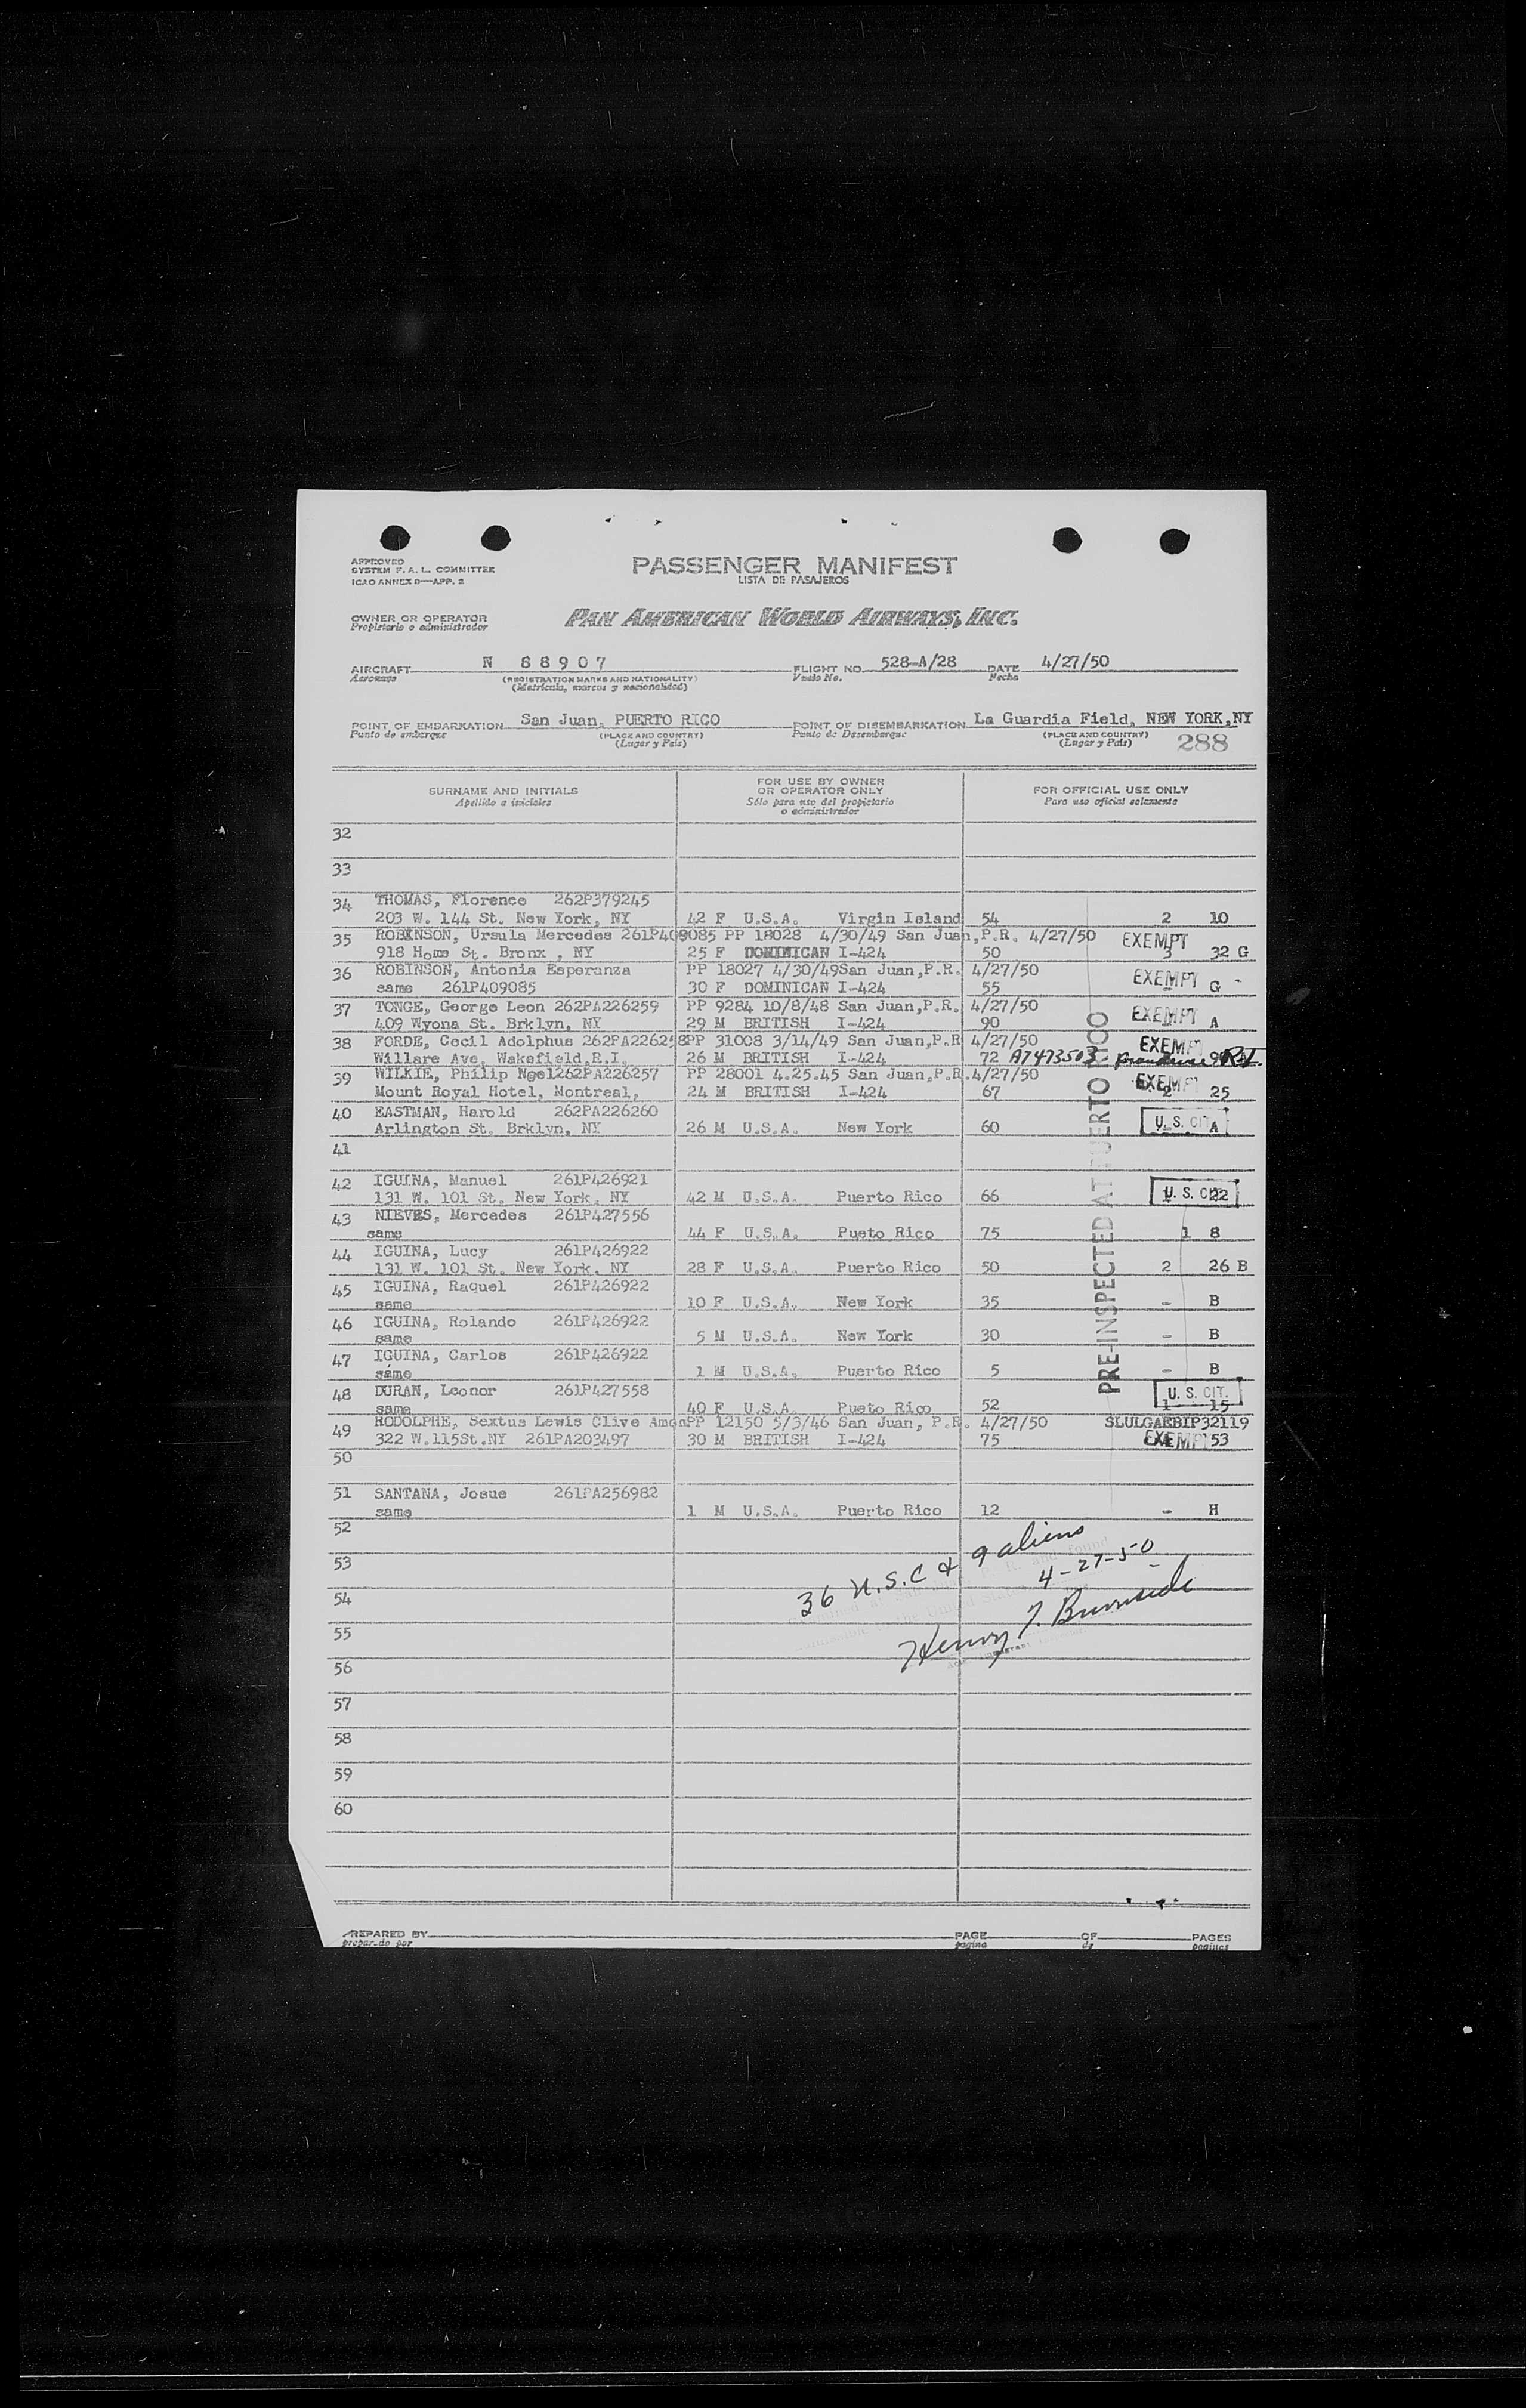 APPROVED
SYSTEM F. A. L. COMMITTEE
ICAO ANNEX 9—APP. 2
PASSENGER MANIFEST
LISTA DE PASAJEROS
OWNER OR OPERATOR
Propietario o administrador
PAN AMERICAN WORLD AIRWAYS, INC.
AIRCRAFT N 88907 FLIGHT NO. 528-A/28 DATE 4/27/50
Aeronave (REGISTRATION MARKS AND NATIONALITY) Vuelo No. Fecha
(Matrícula, marcas y nacionalidad)
POINT OF EMBARKATION San Juan, PUERTO RICO POINT OF DISEMBARKATION La Guardia Field, NEW YORK,NY
Punto de embarque (PLACE AND COUNTRY) Punto de Desembarque (PLACE AND COUNTRY)
(Lugar y País) (Lugar y País) 288
SURNAME AND INITIALS FOR USE BY OWNER OR OPERATOR ONLY FOR OFFICIAL USE ONLY
Apellido e iniciales Sólo para uso del propietario o administrador Para uso oficial solamente
32
33
34 THOMAS, Florence 262P379245
203 W. 144 St. New York, NY 42 F U.S.A. Virgin Island 54 2 10
35 ROBINSON, Ursula Mercedes 261P409085 PP 18028 4/30/49 San Juan,P.R. 4/27/50 EXEMPT
918 Home St. Bronx , NY 25 F DOMINICAN I-424 50 3 32 G
36 ROBINSON, Antonia Esperanza PP 18027 4/30/49San Juan,P.R. 4/27/50 EXEMPT
same 261P409085 30 F DOMINICAN I-424 55 G -
37 TONGE, George Leon 262PA226259 PP 9284 10/8/48 San Juan,P.R. 4/27/50 EXEMPT
409 Wyona St. Brklyn, NY 29 M BRITISH I-424 90 A
38 FORDE, Cecil Adolphus 262PA226258PP 31008 3/14/49 San Juan,P.R 4/27/50 EXEMPT
Willare Ave. Wakefield,R.I. 26 M BRITISH I-424 72 A7473503 R.I.
39 WILKIE, Philip Noel262PA226257 PP 28001 4.25.45 San Juan,P.R.4/27/50 EXEMPT
Mount Royal Hotel, Montreal, 24 M BRITISH I-424 67 2 25
40 EASTMAN, Harold 262PA226260
Arlington St. Brklyn, NY 26 M U.S.A. New York 60 U. S. CIT A
41
42 IGUINA, Manuel 261P426921
131 W. 101 St. New York, NY 42 M U.S.A. Puerto Rico 66 U. S. CIT 22
43 NIEVES, Mercedes 261P427556
same 44 F U.S.A. Pueto Rico 75 1 8
44 IGUINA, Lucy 261P426922
131 W. 101 St. New York. NY 28 F U.S.A. Puerto Rico 50 2 26 B
45 IGUINA, Raquel 261P426922
same 10 F U.S.A. New York 35 - B
46 IGUINA, Rolando 261P426922
same 5 M U.S.A. New York 30 - B
47 IGUINA, Carlos 261P426922
same 1 M U.S.A. Puerto Rico 5 - B
48 DURAN, Leonor 261P427558 U. S. CIT.
same 40 F U.S.A. Pueto Rico 52 1 15
49 RODOLPHE, Sextus Lewis Clive AmonPP 12150 5/3/46 San Juan, P.R. 4/27/50 SLULGAEBIP32119
322 W.115St.NY 261PA203497 30 M BRITISH I-424 75 EXEMPT 53
50
51 SANTANA, Josue 261PA256982
same 1 M U.S.A. Puerto Rico 12 - H
PRE-INSPECTED AT PUERTO RICO
52
53 36 U.S.C & 9 aliens
54 4-27-50
55 Henry J. Burnside
56
57
58
59
60
PREPARED BY PAGE OF PAGES
preparado por pagina de paginas